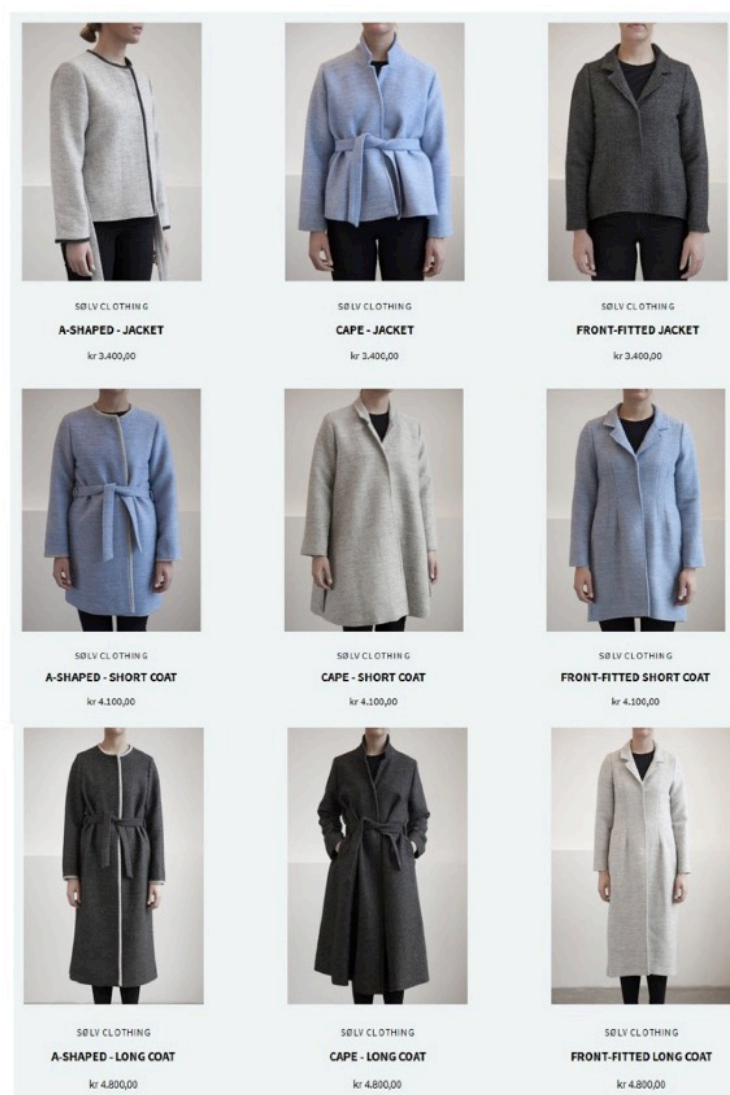 SØLV CLOTHING
A-SHAPED - JACKET
kr 3.400,00
SØLV CLOTHING
CAPE - JACKET
kr 3.400,00
SØLV CLOTHING
FRONT-FITTED JACKET
kr 3.400,00
SØLV CLOTHING
A-SHAPED - SHORT COAT
kr 4.100,00
SØLV CLOTHING
CAPE - SHORT COAT
kr 4.100,00
SØLV CLOTHING
FRONT-FITTED SHORT COAT
kr 4.100,00
SØLV CLOTHING
A-SHAPED - LONG COAT
kr 4.800,00
SØLV CLOTHING
CAPE - LONG COAT
kr 4.800,00
SØLV CLOTHING
FRONT-FITTED LONG COAT
kr 4.800,00